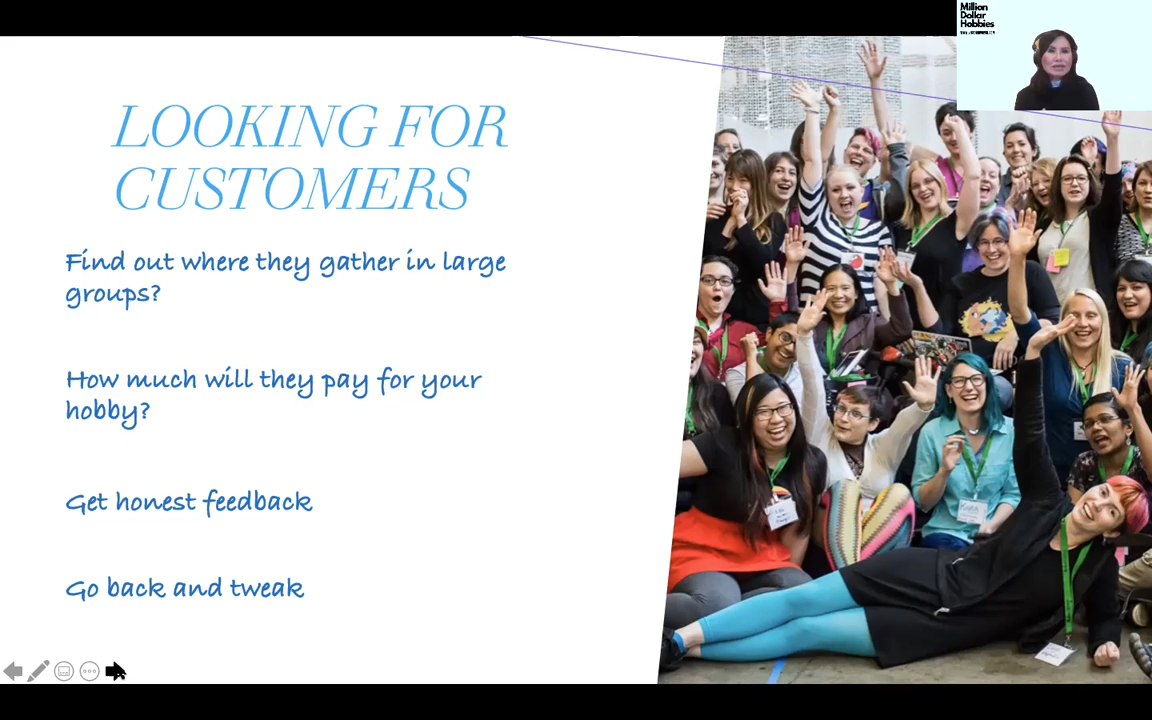 Million
Dollar
Hobbies
LOOKING FOR
CUSTOMERS
Find out where they gather in large
groups?
How much will they pay for your
hobby?
Get honest feedback
Go back and tweak